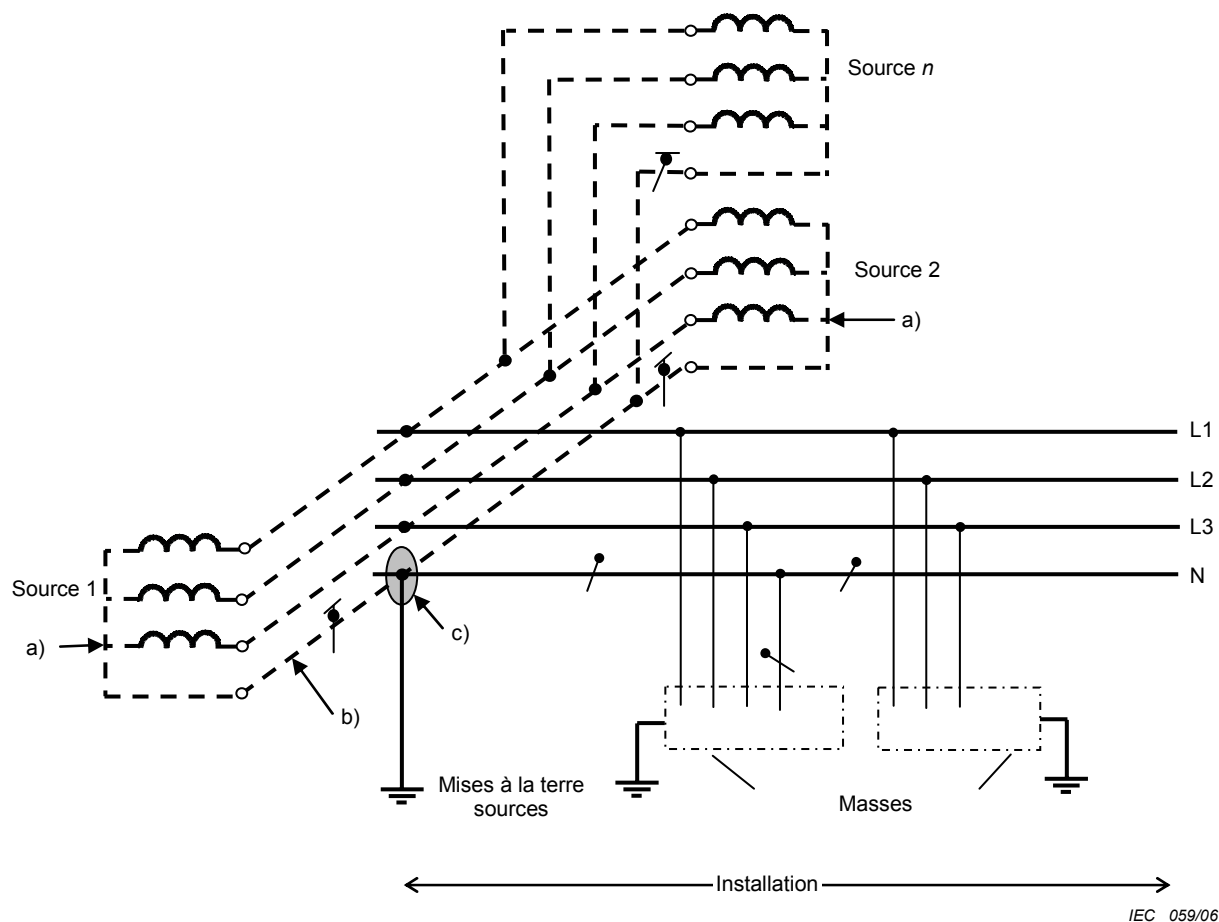 Source n
Source 2
a)
L1
L2
L3
N
Source 1
a)
c)
b)
Mises à la terre
sources
Masses
Installation
IEC 059/06